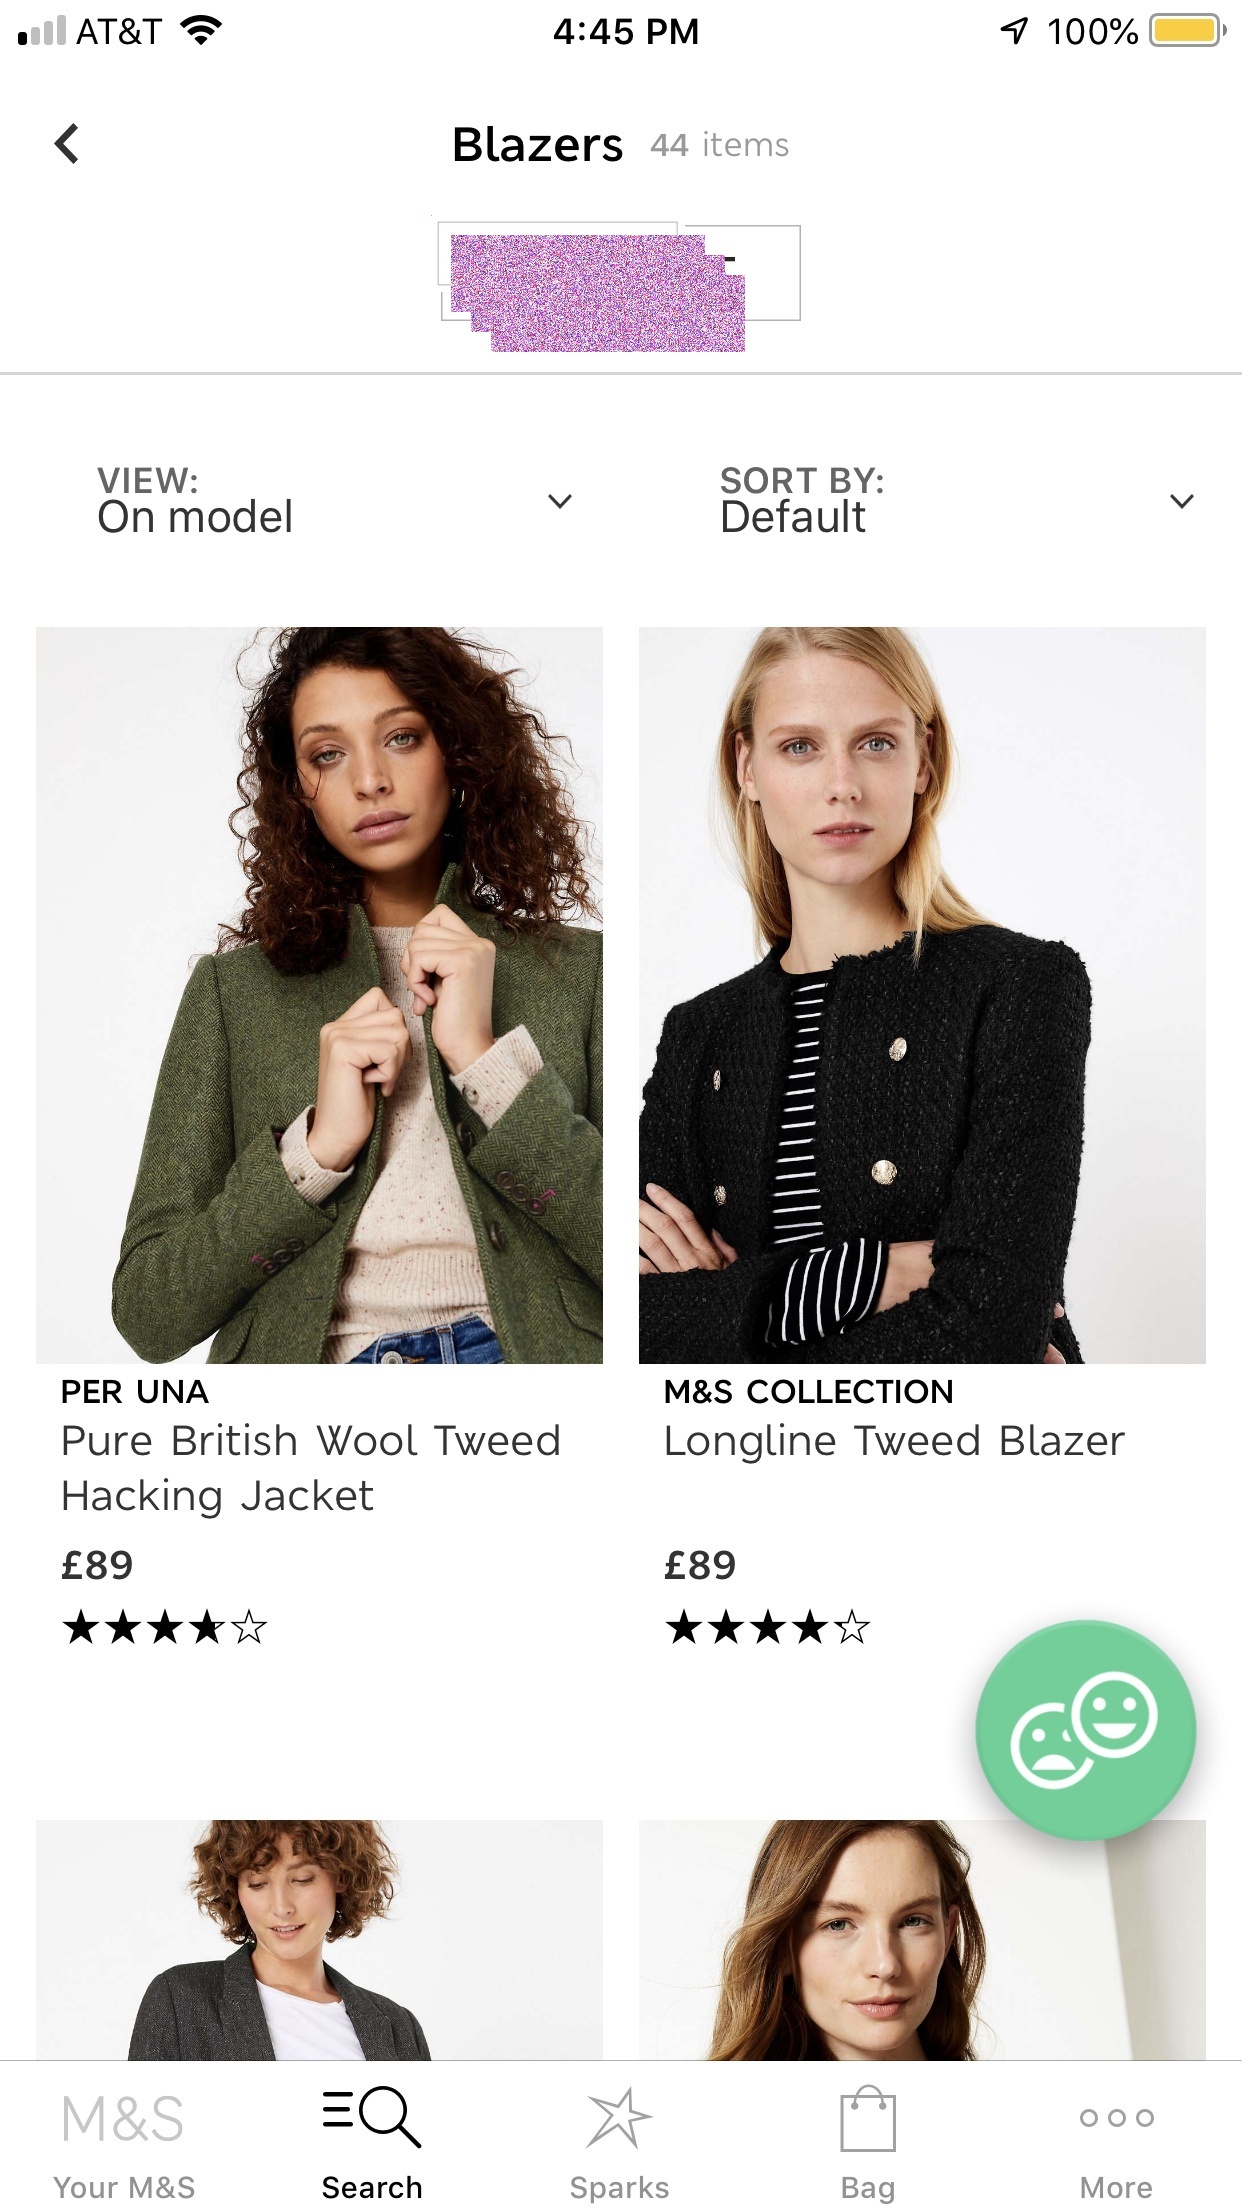 AT&T 4:45 PM 100%
Blazers 44 items
VIEW:
On model
SORT BY:
Default
PER UNA
Pure British Wool Tweed
Hacking Jacket
£89
M&S COLLECTION
Longline Tweed Blazer
£89
M&S
Your M&S
Search
Sparks
Bag
More